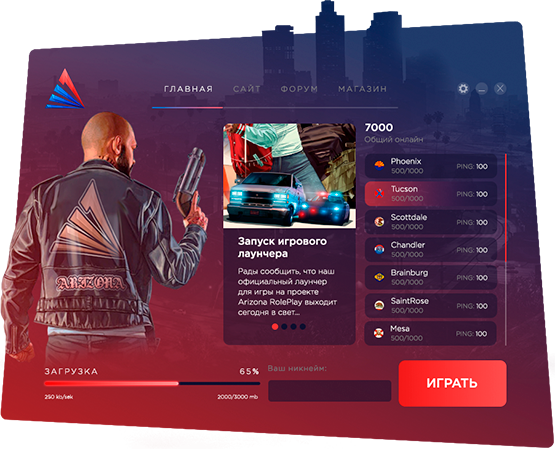 ГЛАВНАЯ САЙТ ФОРУМ МАГАЗИН
7000
Общий онлайн
Phoenix
500/1000
PING: 100
Tucson
500/1000
PING: 100
Scottdale
500/1000
PING: 100
Chandler
500/1000
PING: 100
Brainburg
500/1000
PING: 100
SaintRose
500/1000
PING: 100
Mesa
500/1000
PING: 100
Запуск игрового
лаунчера
Рады сообщить, что наш
официальный лаунчер
для игры на проекте
Arizona RolePlay выходит
сегодня в свет...
ARIZONA
ЗАГРУЗКА 65%
250 kb/sek 2000/3000 mb
Ваш никнейм:
ИГРАТЬ